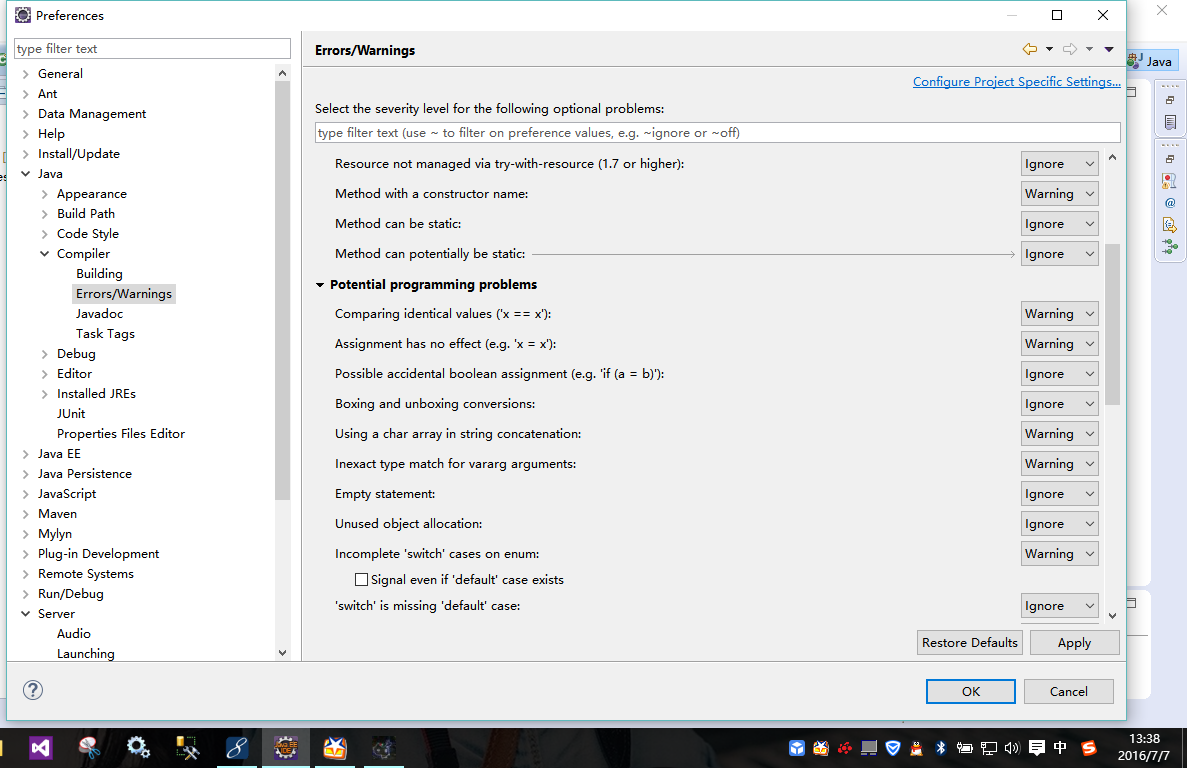 Preferences
type filter text
General
Ant
Data Management
Help
Install/Update
Java
Appearance
Build Path
Code Style
Compiler
Building
Errors/Warnings
Javadoc
Task Tags
Debug
Editor
Installed JREs
JUnit
Properties Files Editor
Java EE
Java Persistence
JavaScript
Maven
Mylyn
Plug-in Development
Remote Systems
Run/Debug
Server
Audio
Launching
Errors/Warnings
Configure Project Specific Settings...
Select the severity level for the following optional problems:
type filter text (use ~ to filter on preference values, e.g. ~ignore or ~off)
Resource not managed via try-with-resource (1.7 or higher): Ignore
Method with a constructor name: Warning
Method can be static: Ignore
Method can potentially be static: Ignore
Potential programming problems
Comparing identical values ('x == x'): Warning
Assignment has no effect (e.g. 'x = x'): Warning
Possible accidental boolean assignment (e.g. 'if (a = b)'): Ignore
Boxing and unboxing conversions: Ignore
Using a char array in string concatenation: Warning
Inexact type match for vararg arguments: Warning
Empty statement: Ignore
Unused object allocation: Ignore
Incomplete 'switch' cases on enum: Warning
Signal even if 'default' case exists
'switch' is missing 'default' case: Ignore
Restore Defaults Apply
OK Cancel
Java
中
13:38
2016/7/7